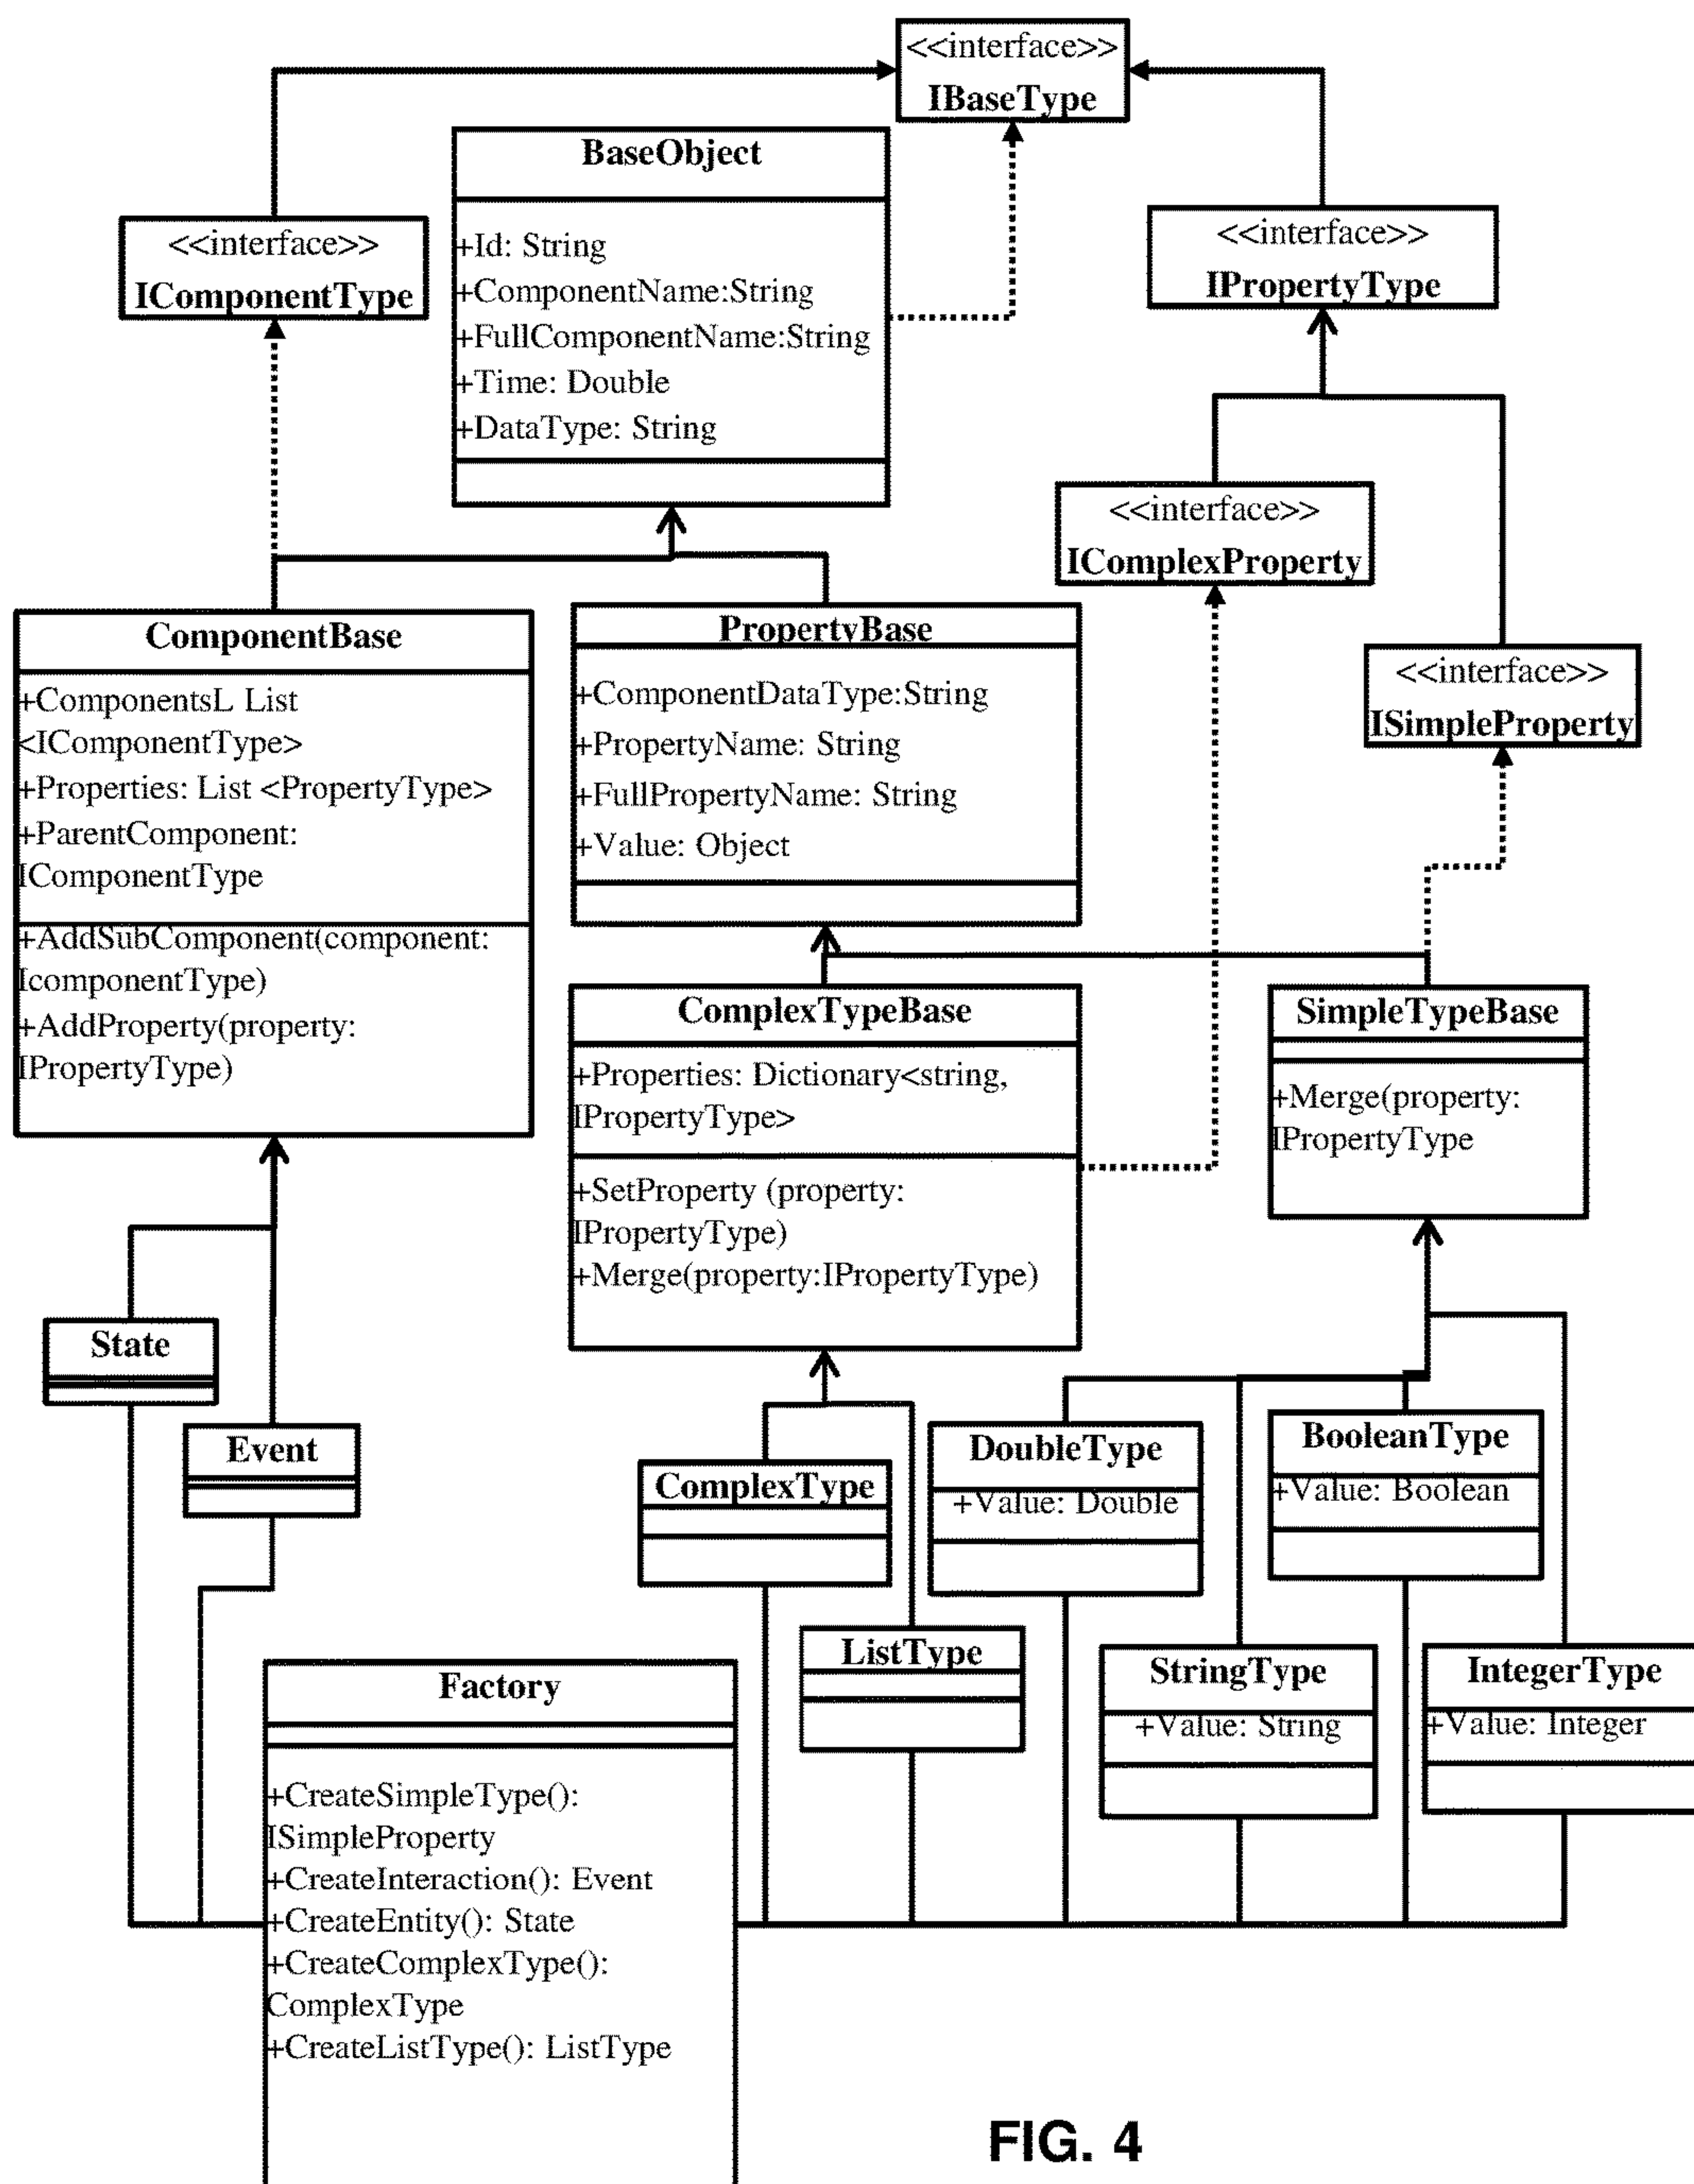 <<interface>>
IBaseType
BaseObject
+Id: String
+ComponentName:String
+FullComponentName:String
+Time: Double
+DataType: String
<<interface>>
IComponentType
<<interface>>
IPropertyType
<<interface>>
IComplexProperty
<<interface>>
ISimpleProperty
ComponentBase
+ComponentsL List
<IComponentType>
+Properties: List <PropertyType>
+ParentComponent:
IComponentType
+AddSubComponent(component:
IcomponentType)
+AddProperty(property:
IPropertyType)
PropertyBase
+ComponentDataType:String
+PropertyName: String
+FullPropertyName: String
+Value: Object
ComplexTypeBase
+Properties: Dictionary<string,
IPropertyType>
+SetProperty (property:
IPropertyType)
+Merge(property:IPropertyType)
SimpleTypeBase
+Merge(property:
IPropertyType
State
Event
ComplexType
ListType
DoubleType
+Value: Double
BooleanType
+Value: Boolean
StringType
+Value: String
IntegerType
+Value: Integer
Factory
+CreateSimpleType():
ISimpleProperty
+CreateInteraction(): Event
+CreateEntity(): State
+CreateComplexType():
ComplexType
+CreateListType(): ListType
FIG. 4